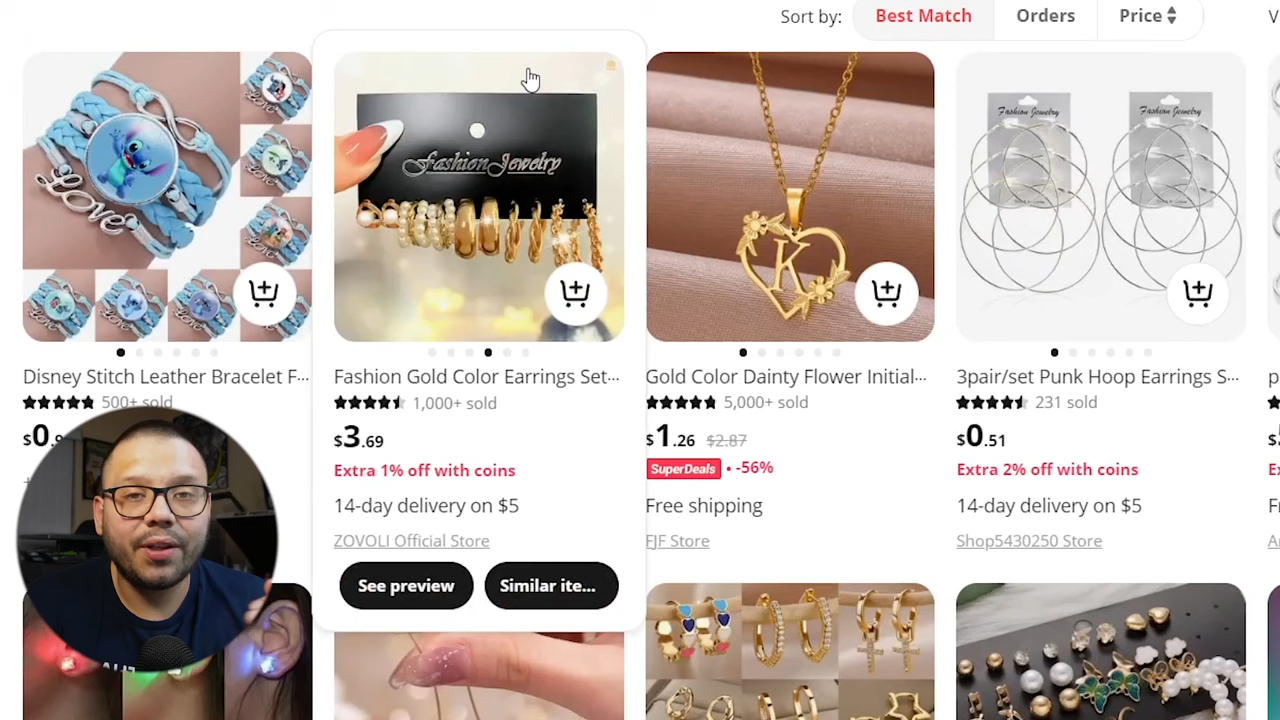 Sort by:
Best Match
Orders
Price
V
Love
Fashion Jewelry
K
Fashion Jewelry
Fashion Jewelry
Disney Stitch Leather Bracelet F...
500+ sold
$0.9
Fashion Gold Color Earrings Set...
1,000+ sold
$3.69
Extra 1% off with coins
14-day delivery on $5
ZOVOLI Official Store
See preview
Similar ite...
Gold Color Dainty Flower Initial...
5,000+ sold
$1.26 $2.87
SuperDeals • -56%
Free shipping
FJF Store
3pair/set Punk Hoop Earrings S...
231 sold
$0.51
Extra 2% off with coins
14-day delivery on $5
Shop5430250 Store